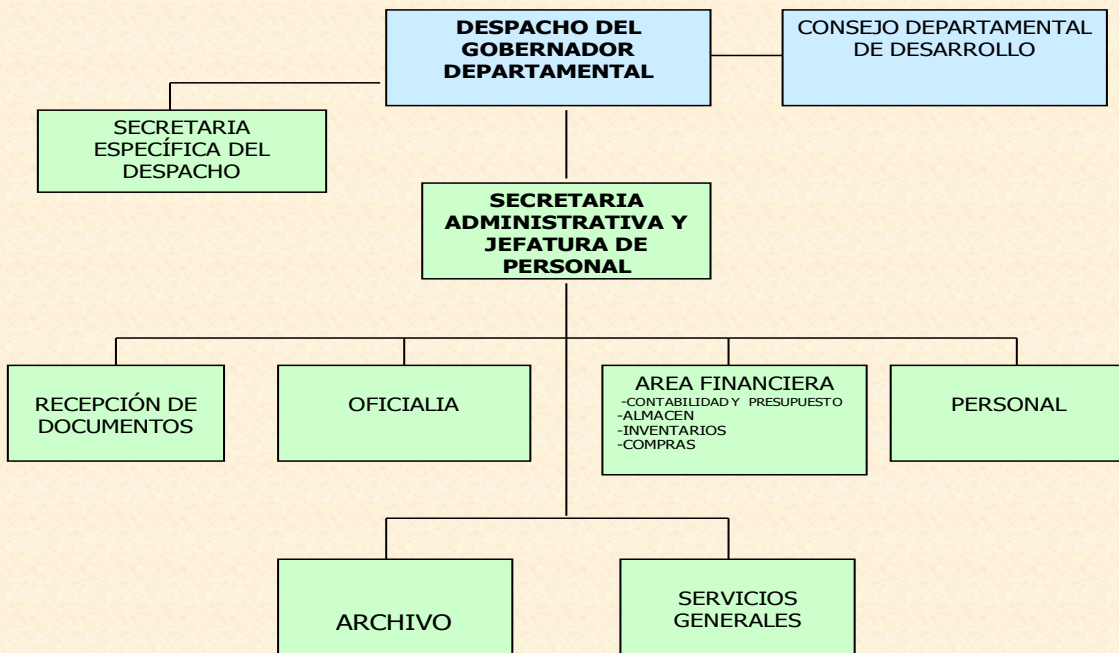 DESPACHO DEL
GOBERNADOR
DEPARTAMENTAL
CONSEJO DEPARTAMENTAL
DE DESARROLLO
SECRETARIA
ESPECÍFICA DEL
DESPACHO
SECRETARIA
ADMINISTRATIVA Y
JEFATURA DE
PERSONAL
RECEPCIÓN DE
DOCUMENTOS
OFICIALIA
AREA FINANCIERA
-CONTABILIDAD Y PRESUPUESTO
-ALMACEN
-INVENTARIOS
-COMPRAS
PERSONAL
ARCHIVO
SERVICIOS
GENERALES